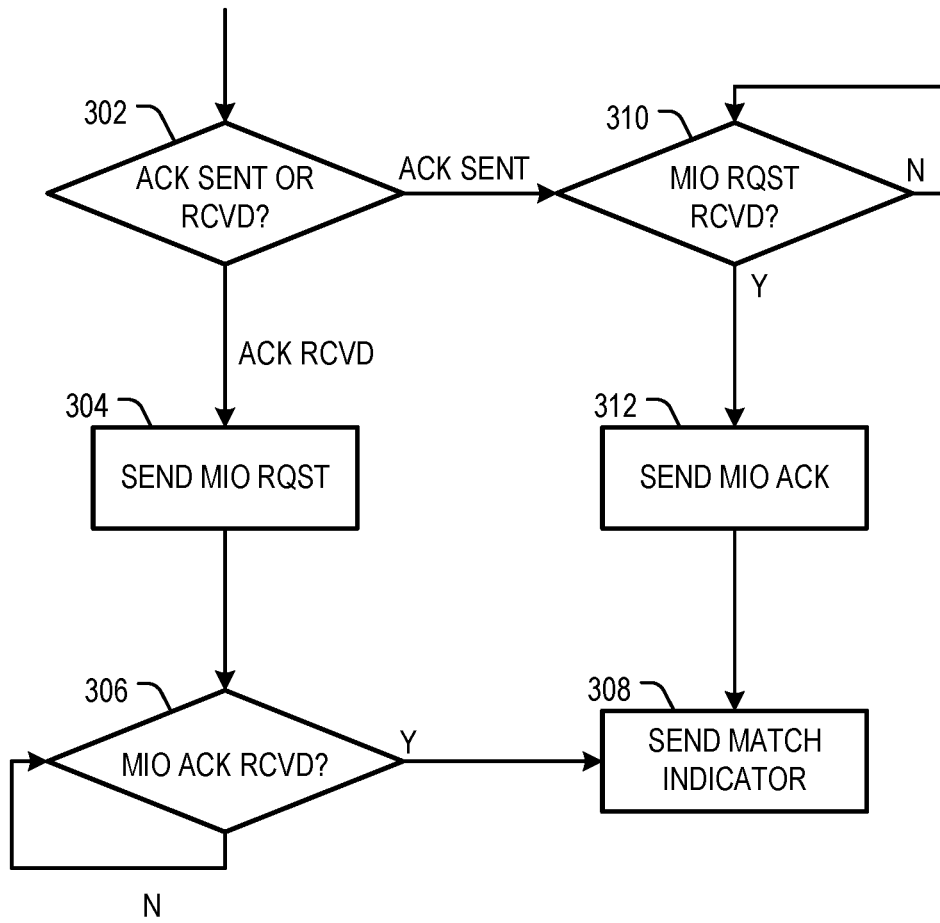 302
ACK SENT OR
RCVD?
ACK SENT
310
MIO RQST
RCVD?
N
Y
ACK RCVD
304
SEND MIO RQST
312
SEND MIO ACK
306
MIO ACK RCVD?
Y
N
308
SEND MATCH
INDICATOR